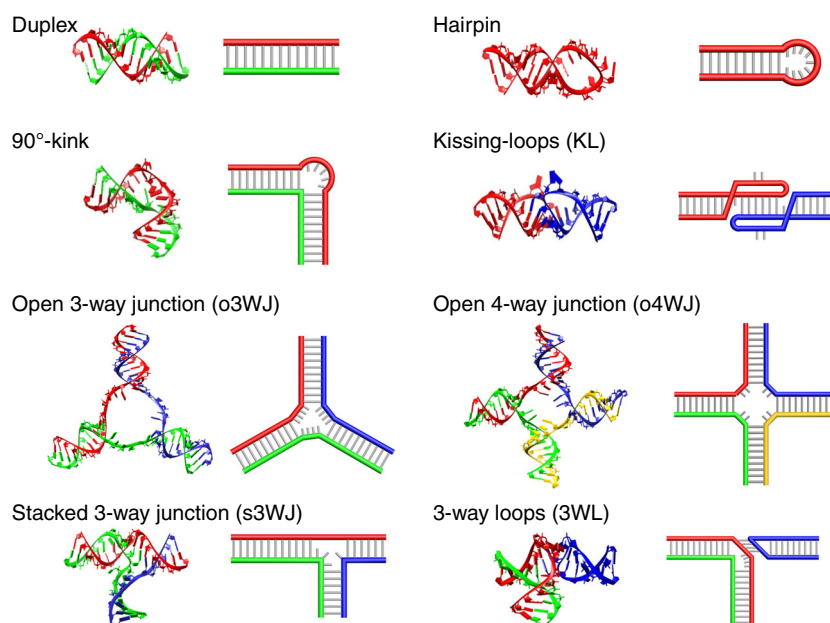 Duplex
Hairpin
90°-kink
Kissing-loops (KL)
Open 3-way junction (o3WJ)
Open 4-way junction (o4WJ)
Stacked 3-way junction (s3WJ)
3-way loops (3WL)